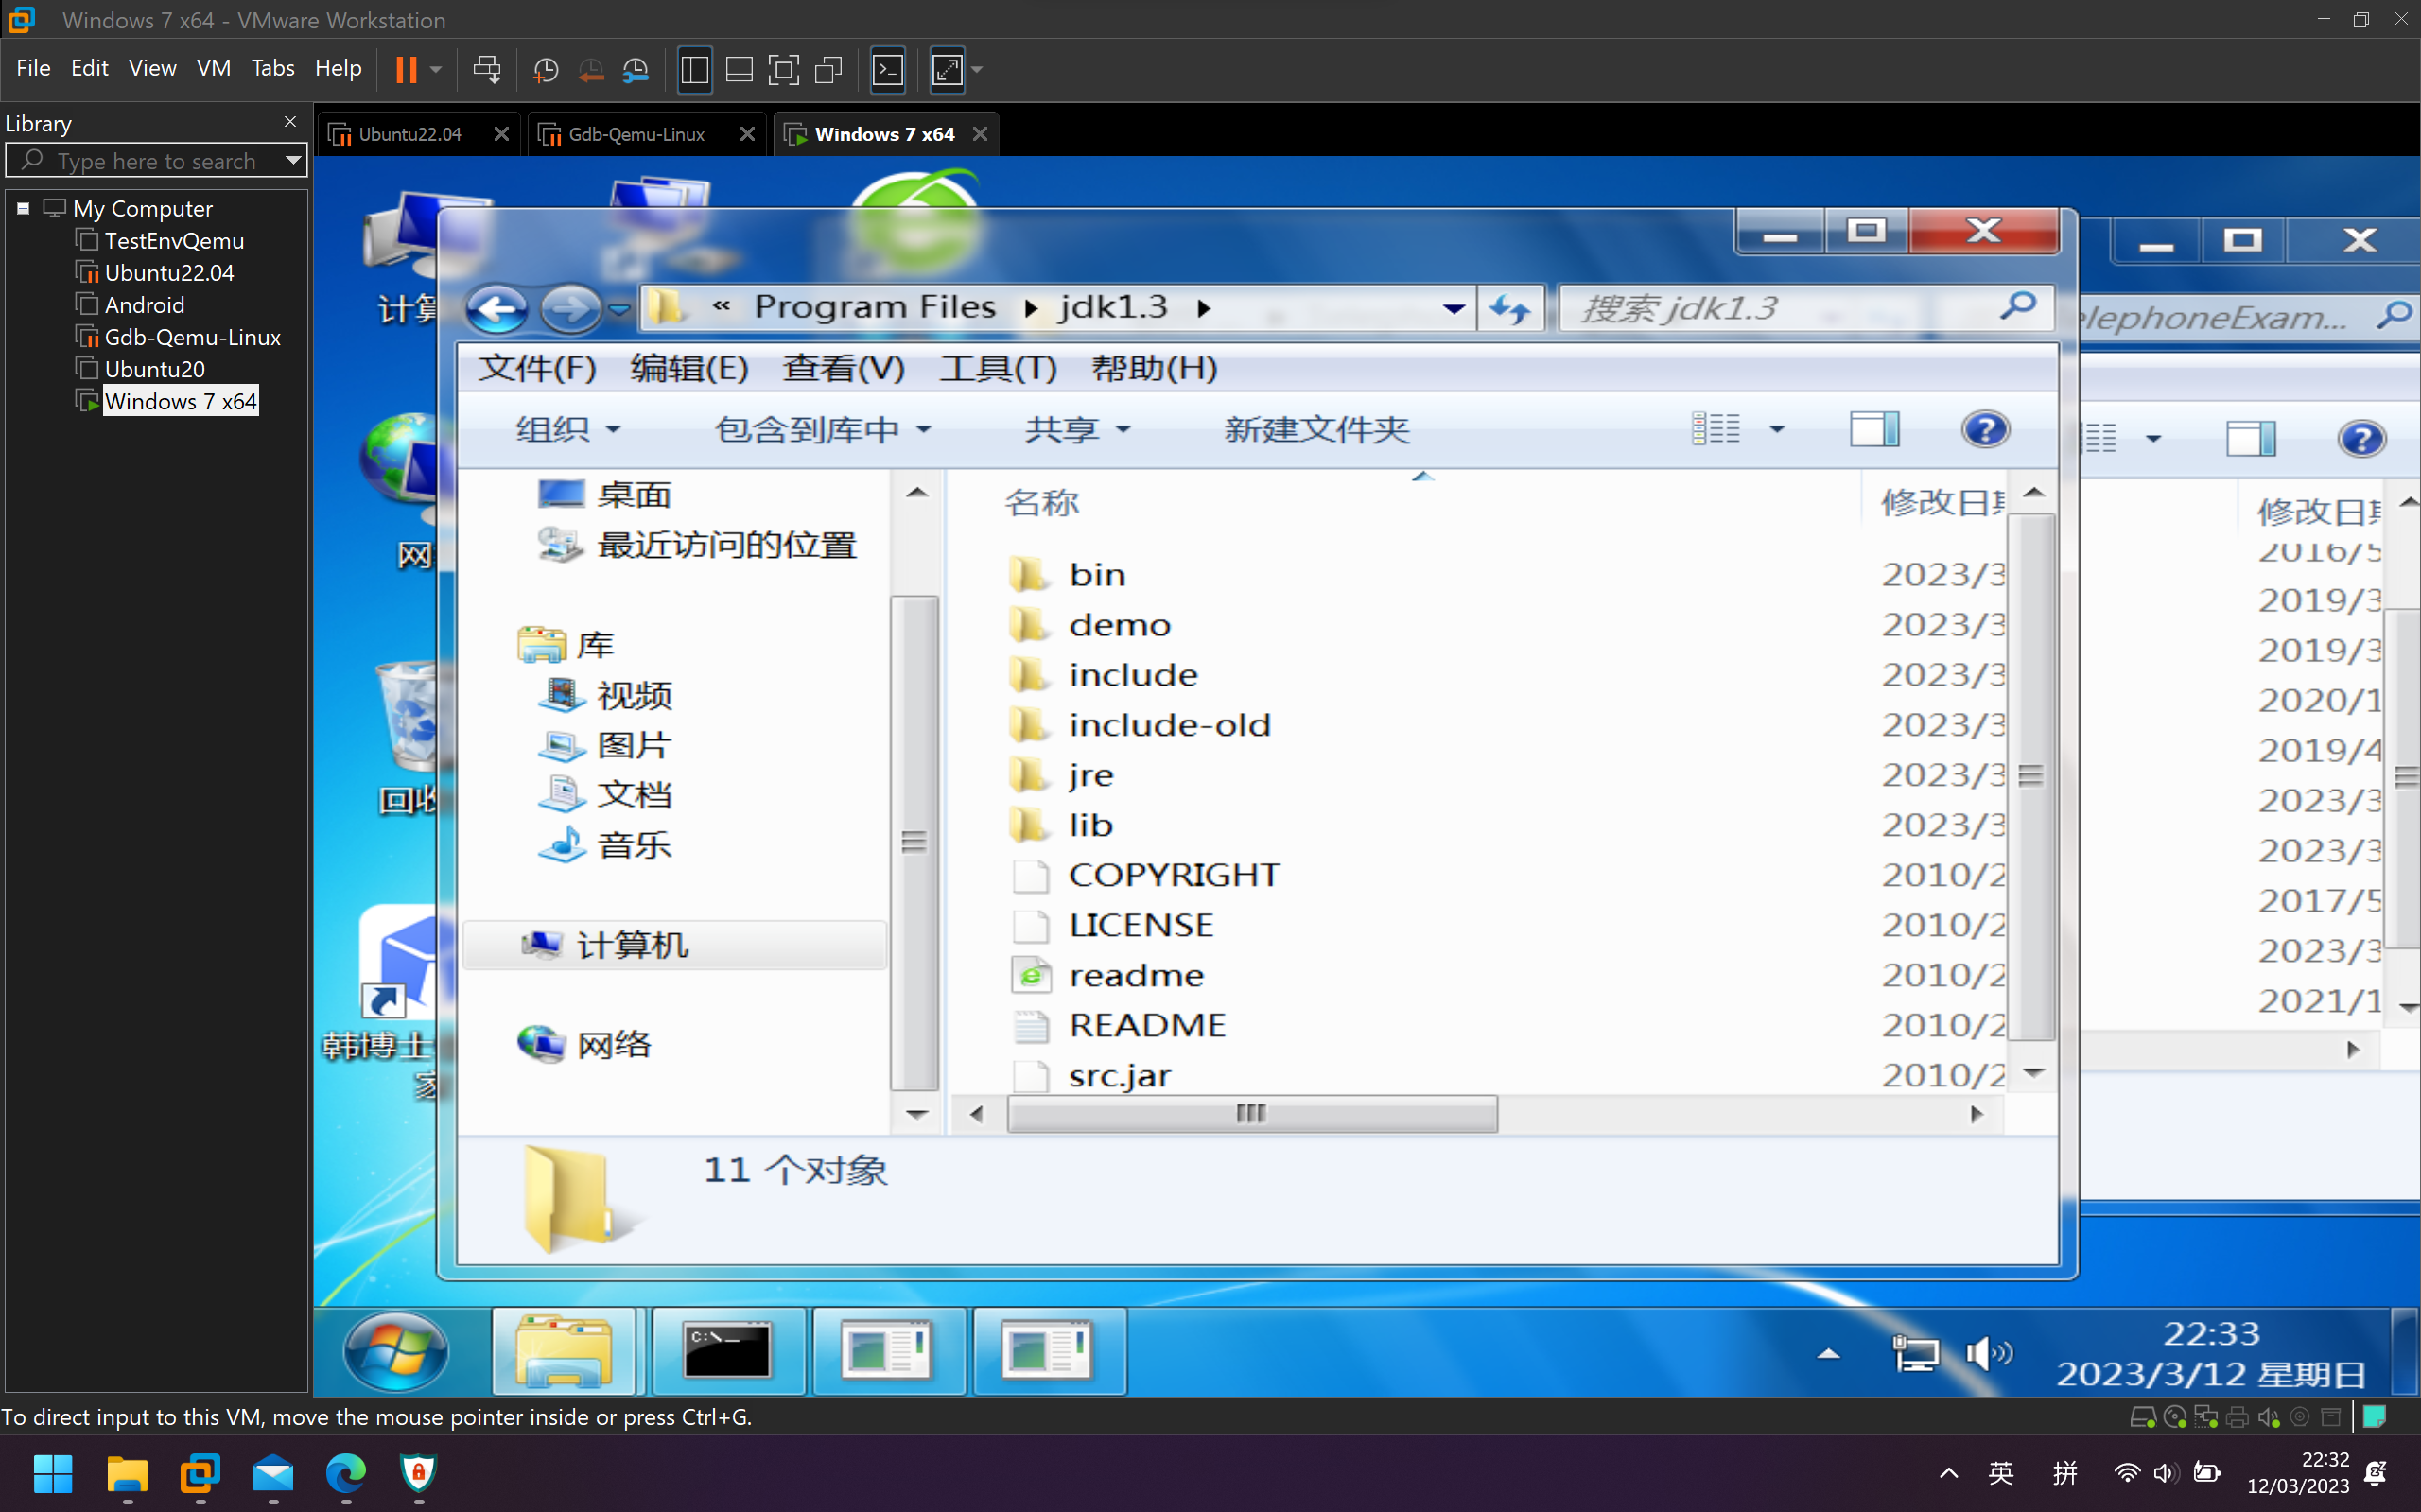 Windows 7 x64 - VMware Workstation
File Edit View VM Tabs Help
Library
Type here to search
My Computer
TestEnvQemu
Ubuntu22.04
Android
Gdb-Qemu-Linux
Ubuntu20
Windows 7 x64
Ubuntu22.04 Gdb-Qemu-Linux Windows 7 x64
« Program Files jdk1.3
搜索 jdk1.3
elephoneExam...
文件(F) 编辑(E) 查看(V) 工具(T) 帮助(H)
组织 包含到库中 共享 新建文件夹
桌面
最近访问的位置
库
视频
图片
文档
音乐
计算机
网络
名称 修改日期
bin 2023/3
demo 2023/3
include 2023/3
include-old 2023/3
jre 2023/3
lib 2023/3
COPYRIGHT 2010/2
LICENSE 2010/2
readme 2010/2
README 2010/2
src.jar 2010/2
11 个对象
修改日期
2016/5
2019/3
2019/3
2020/1
2019/4
2023/3
2023/3
2017/5
2023/3
2021/1
计算
网
回收
韩博士
家
C:\_
22:33
2023/3/12 星期日
To direct input to this VM, move the mouse pointer inside or press Ctrl+G.
英 拼
22:32
12/03/2023